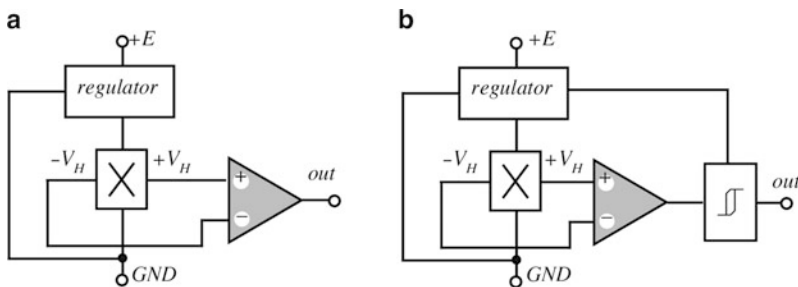 a
+E
regulator
−V_H
+V_H
+
−
out
GND
b
+E
regulator
−V_H
+V_H
+
−
out
GND